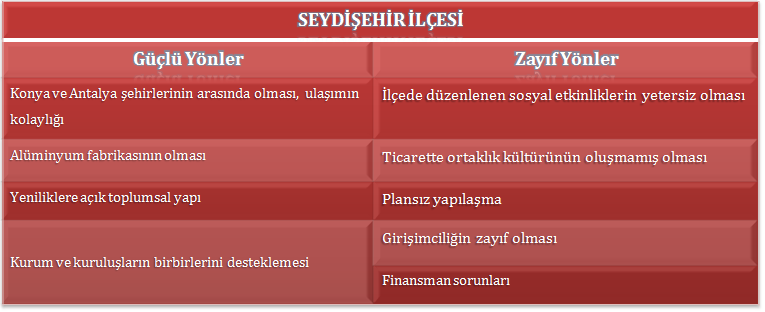 SEYDİŞEHİR İLÇESİ
Güçlü Yönler
Zayıf Yönler
Konya ve Antalya şehirlerinin arasında olması, ulaşımın
kolaylığı
İlçede düzenlenen sosyal etkinliklerin yetersiz olması
Alüminyum fabrikasının olması
Ticarette ortaklık kültürünün oluşmamış olması
Yeniliklere açık toplumsal yapı
Plansız yapılaşma
Kurum ve kuruluşların birbirlerini desteklemesi
Girişimciliğin zayıf olması
Finansman sorunları